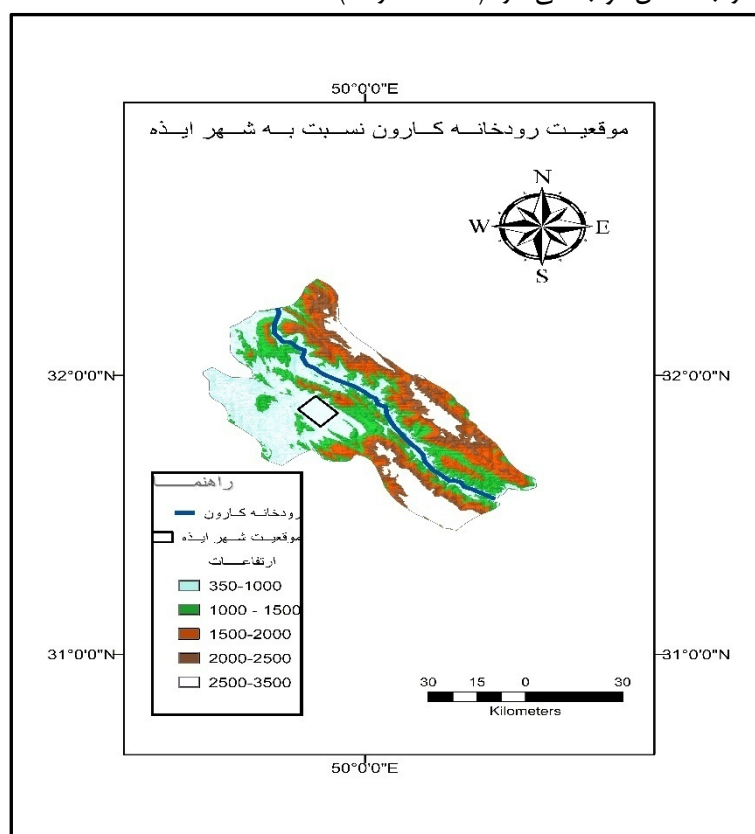 50°0'0"E
موقعیت رودخانه کارون نسبت به شهر ایذه
N
W E
S
32°0'0"N 32°0'0"N
راهنما
رودخانه کارون
موقعیت شهر ایذه
ارتفاعات
350-1000
1000 - 1500
1500-2000
2000-2500
2500-3500
31°0'0"N 31°0'0"N
30 15 0 30
Kilometers
50°0'0"E